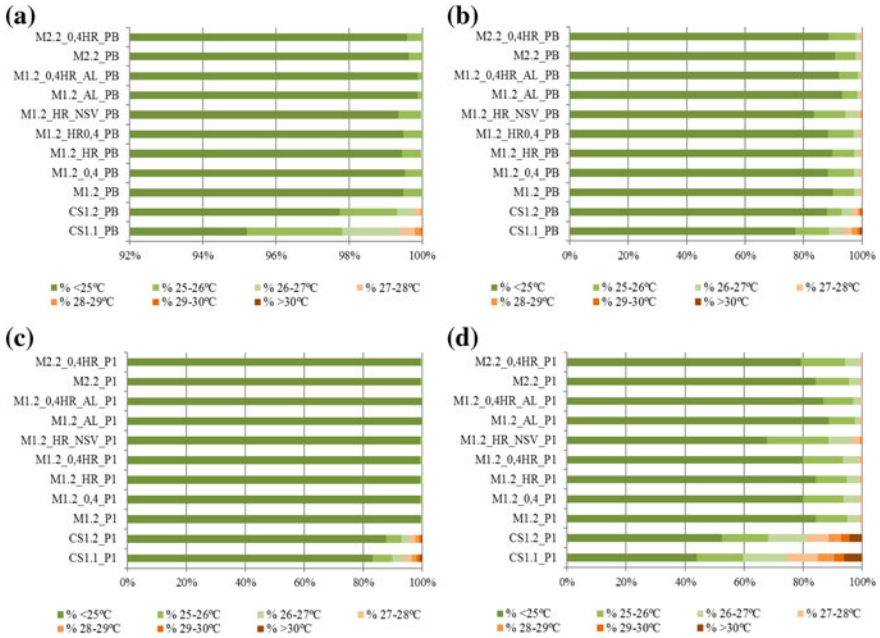 (a)
M2.2_0,4HR_PB
M2.2_PB
M1.2_0,4HR_AL_PB
M1.2_AL_PB
M1.2_HR_NSV_PB
M1.2_HR0,4_PB
M1.2_HR_PB
M1.2_0,4_PB
M1.2_PB
CS1.2_PB
CS1.1_PB
92% 94% 96% 98% 100%
% <25ºC % 25-26ºC % 26-27ºC % 27-28ºC
% 28-29ºC % 29-30ºC % >30ºC
(b)
M2.2_0,4HR_PB
M2.2_PB
M1.2_0,4HR_AL_PB
M1.2_AL_PB
M1.2_HR_NSV_PB
M1.2_HR0,4_PB
M1.2_HR_PB
M1.2_0,4_PB
M1.2_PB
CS1.2_PB
CS1.1_PB
0% 20% 40% 60% 80% 100%
% <25ºC % 25-26ºC % 26-27ºC % 27-28ºC
% 28-29ºC % 29-30ºC % >30ºC
(c)
M2.2_0,4HR_P1
M2.2_P1
M1.2_0,4HR_AL_P1
M1.2_AL_P1
M1.2_HR_NSV_P1
M1.2_0,4HR_P1
M1.2_HR_P1
M1.2_0,4_P1
M1.2_P1
CS1.2_P1
CS1.1_P1
0% 20% 40% 60% 80% 100%
% <25ºC % 25-26ºC % 26-27ºC % 27-28ºC
% 28-29ºC % 29-30ºC % >30ºC
(d)
M2.2_0,4HR_P1
M2.2_P1
M1.2_0,4HR_AL_P1
M1.2_AL_P1
M1.2_HR_NSV_P1
M1.2_0,4HR_P1
M1.2_HR_P1
M1.2_0,4_P1
M1.2_P1
CS1.2_P1
CS1.1_P1
0% 20% 40% 60% 80% 100%
% <25ºC % 25-26ºC % 26-27ºC % 27-28ºC
% 28-29ºC % 29-30ºC % >30ºC